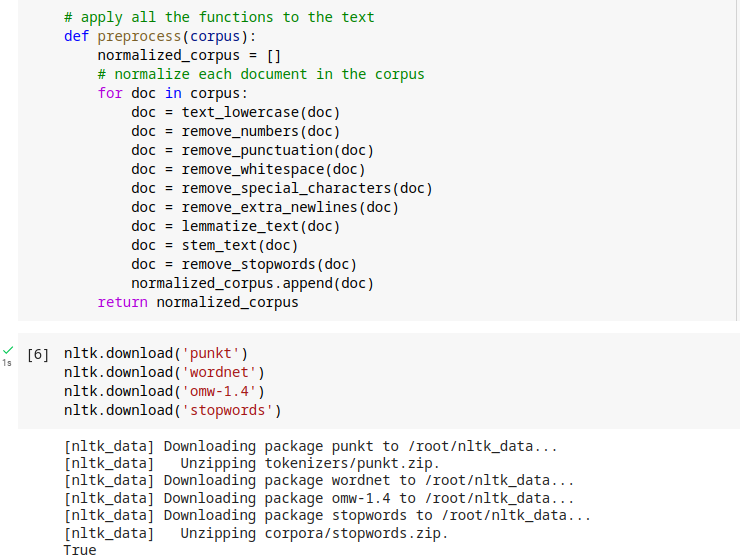 # apply all the functions to the text
def preprocess(corpus):
    normalized_corpus = []
    # normalize each document in the corpus
    for doc in corpus:
        doc = text_lowercase(doc)
        doc = remove_numbers(doc)
        doc = remove_punctuation(doc)
        doc = remove_whitespace(doc)
        doc = remove_special_characters(doc)
        doc = remove_extra_newlines(doc)
        doc = lemmatize_text(doc)
        doc = stem_text(doc)
        doc = remove_stopwords(doc)
        normalized_corpus.append(doc)
    return normalized_corpus
1s [6] nltk.download('punkt')
nltk.download('wordnet')
nltk.download('omw-1.4')
nltk.download('stopwords')
[nltk_data] Downloading package punkt to /root/nltk_data...
[nltk_data]   Unzipping tokenizers/punkt.zip.
[nltk_data] Downloading package wordnet to /root/nltk_data...
[nltk_data] Downloading package omw-1.4 to /root/nltk_data...
[nltk_data] Downloading package stopwords to /root/nltk_data...
[nltk_data]   Unzipping corpora/stopwords.zip.
True